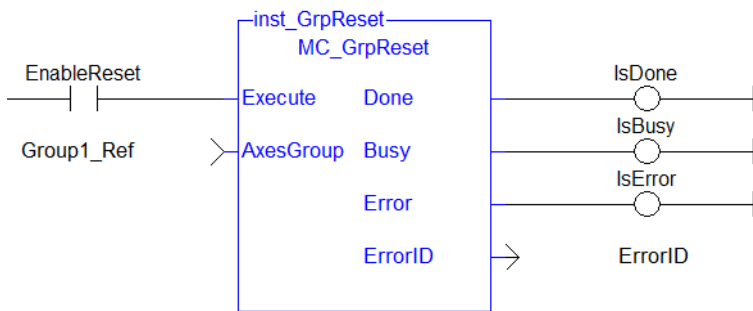 inst_GrpReset
MC_GrpReset
EnableReset
IsDone
Execute Done
IsBusy
Group1_Ref
AxesGroup Busy
IsError
Error
ErrorID
ErrorID